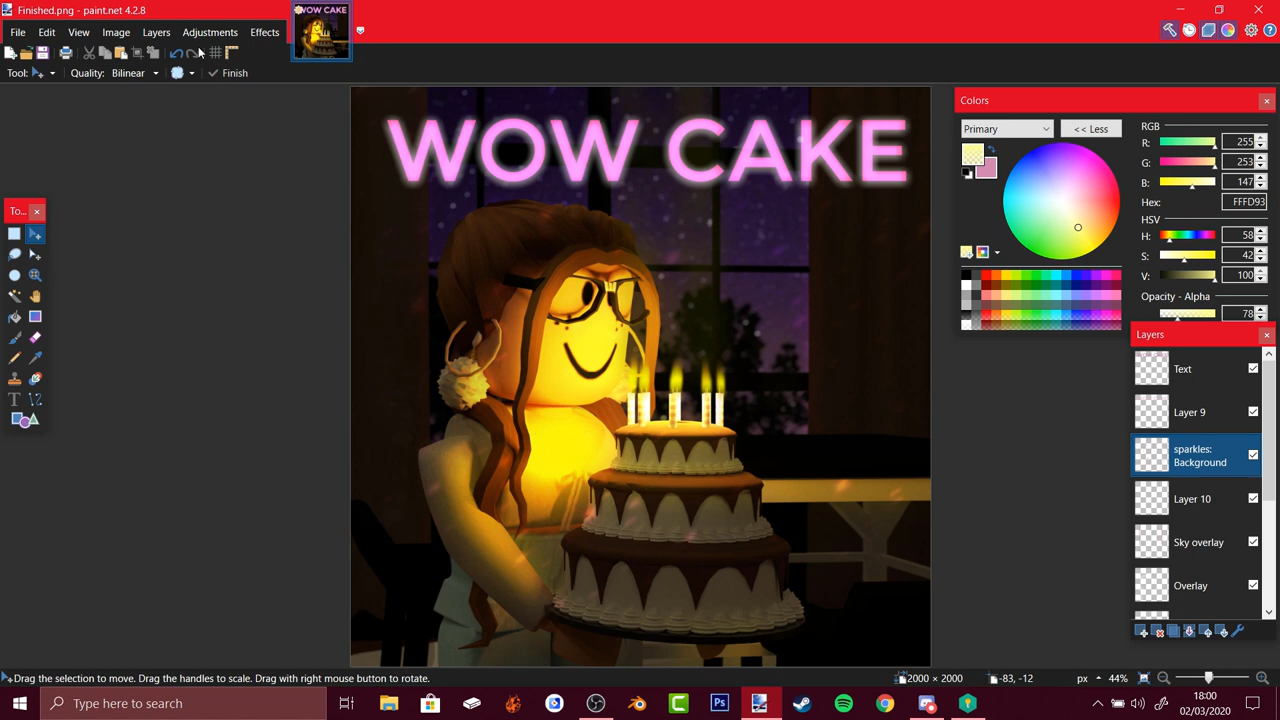 Finished.png - paint.net 4.2.8
WOW CAKE
File Edit View Image Layers Adjustments Effects
Tool: Quality: Bilinear Finish
WOW CAKE
Colors
Primary
<< Less
RGB
R: 255
G: 253
B: 147
Hex: FFFD93
HSV
H: 58
S: 42
V: 100
Opacity - Alpha
78
To...
Layers
Text
Layer 9
sparkles:
Background
Layer 10
Sky overlay
Overlay
Drag the selection to move. Drag the handles to scale. Drag with right mouse button to rotate.
2000 × 2000
-83, -12
px
44%
Type here to search
Ps
18:00
02/03/2020